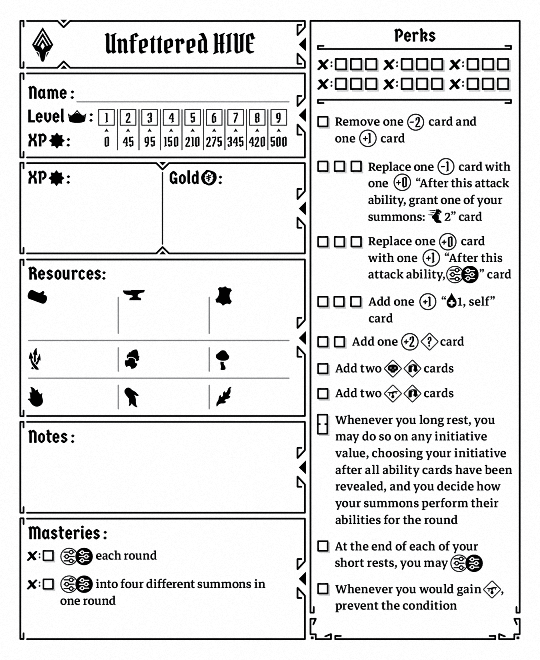 Unfettered HIVE
Name:
Level :
1 2 3 4 5 6 7 8 9
XP :
0 45 95 150 210 275 345 420 500
XP :
Gold :
Resources:
Notes:
Masteries:
each round
into four different summons in
one round
Perks
Remove one -2 card and
one +1 card
Replace one -1 card with
one +0 “After this attack
ability, grant one of your
summons: 2” card
Replace one +0 card
with one +1 “After this
attack ability, ” card
Add one +1 “ 1, self”
card
Add one +2 ? card
Add two cards
Add two cards
Whenever you long rest, you
may do so on any initiative
value, choosing your initiative
after all ability cards have been
revealed, and you decide how
your summons perform their
abilities for the round
At the end of each of your
short rests, you may
Whenever you would gain ,
prevent the condition